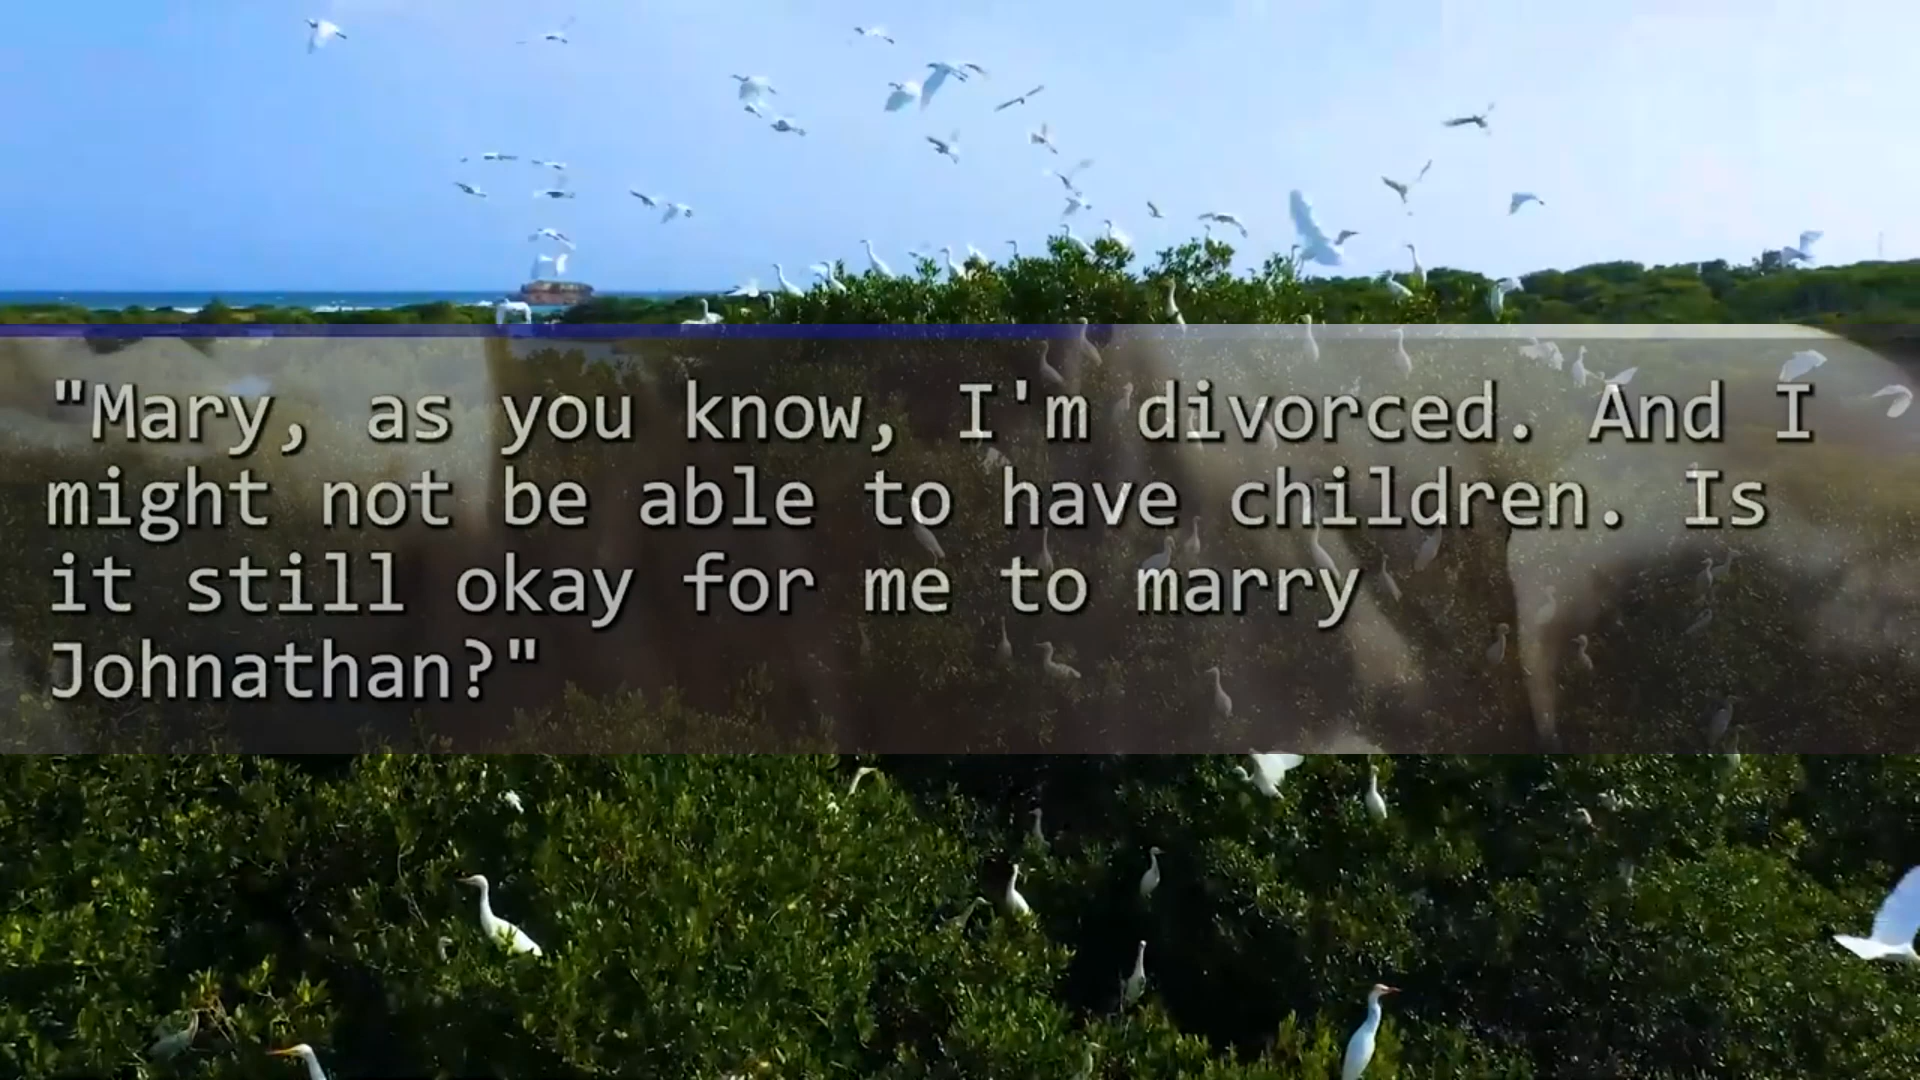 "Mary, as you know, I'm divorced. And I
might not be able to have children. Is
it still okay for me to marry
Johnathan?"